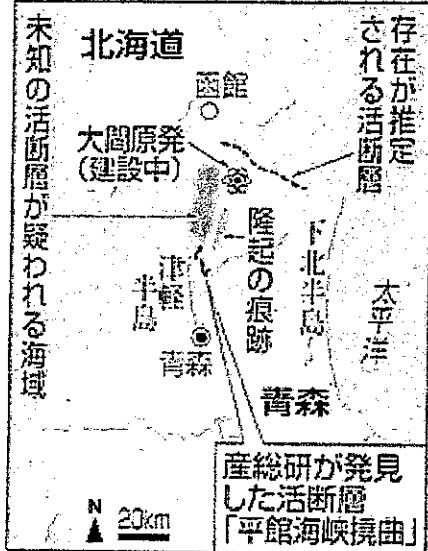 未知の活断層が疑われる海域
北海道
函館
大間原発
(建設中)
存在が推定
される活断層
隆起の痕跡
下北半島
太平洋
津軽
半島
青森
青森
産総研が発見
した活断層
「平舘海峡撓曲」
N
20km